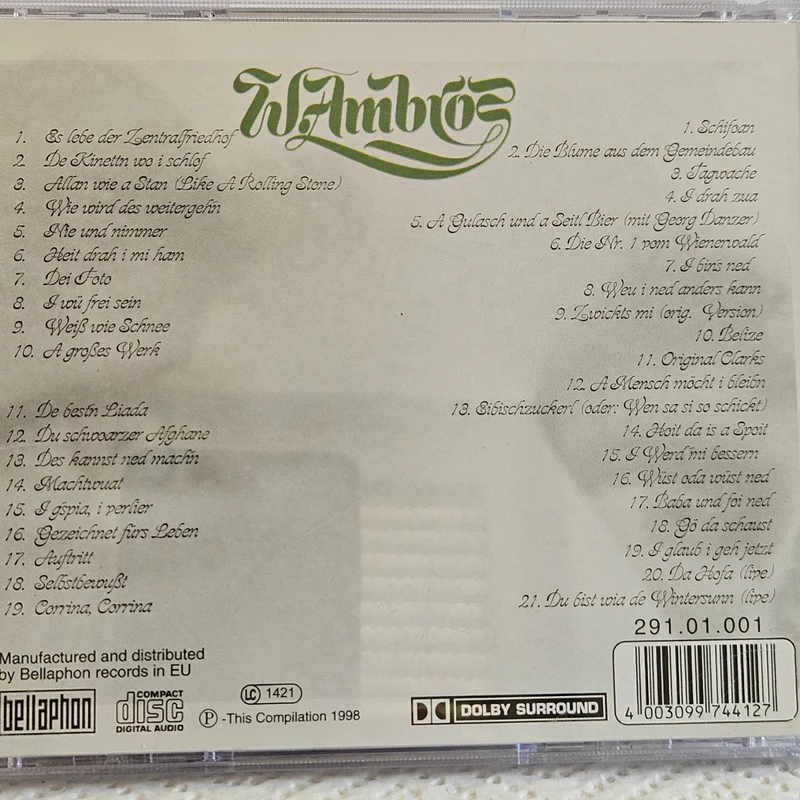 W. Ambros
1. Es lebe der Zentralfriedhof
2. De Kinettn wo i schlof
3. Allan wie a Stan (Like A Rolling Stone)
4. Wie wird des weitergehn
5. Nie und nimmer
6. Heit drah i mi ham
7. Dei Foto
8. I wü frei sein
9. Weiß wie Schnee
10. A großes Werk
11. De bestn Liada
12. Du schwoarzer Afghane
13. Des kannst ned machn
14. Machtwuat
15. I gspia, i verlier
16. Gezeichnet fürs Leben
17. Auftritt
18. Selbstbewußt
19. Corrina, Corrina
1. Schifoan
2. Die Blume aus dem Gemeindebau
3. Tagwache
4. I drah zua
5. A Gulasch und a Seitl Bier (mit Georg Danzer)
6. Die Nr. 1 vom Wienerwald
7. I bins ned
8. Weu i ned anders kann
9. Zwickts mi (orig. Version)
10. Belize
11. Original Clarks
12. A Mensch möcht i bleibn
13. Eibischzuckerl (oder: Wen sa si so schickt)
14. Hoit da is a Spoit
15. I Werd mi bessern
16. Wüst oda wüst ned
17. Baba und foi ned
18. Gö da schaust
19. I glaub i geh jetzt
20. Da Hofa (live)
21. Du bist wia de Wintersunn (live)
291.01.001
Manufactured and distributed
by Bellaphon records in EU
bellaphon
COMPACT
disc
DIGITAL AUDIO
LC 1421
Ⓟ-This Compilation 1998
DOLBY SURROUND
4 003099 744127